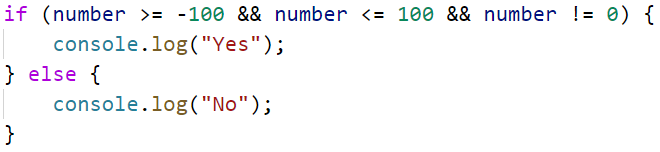 if (number >= -100 && number <= 100 && number != 0) {
    console.log("Yes");
} else {
    console.log("No");
}